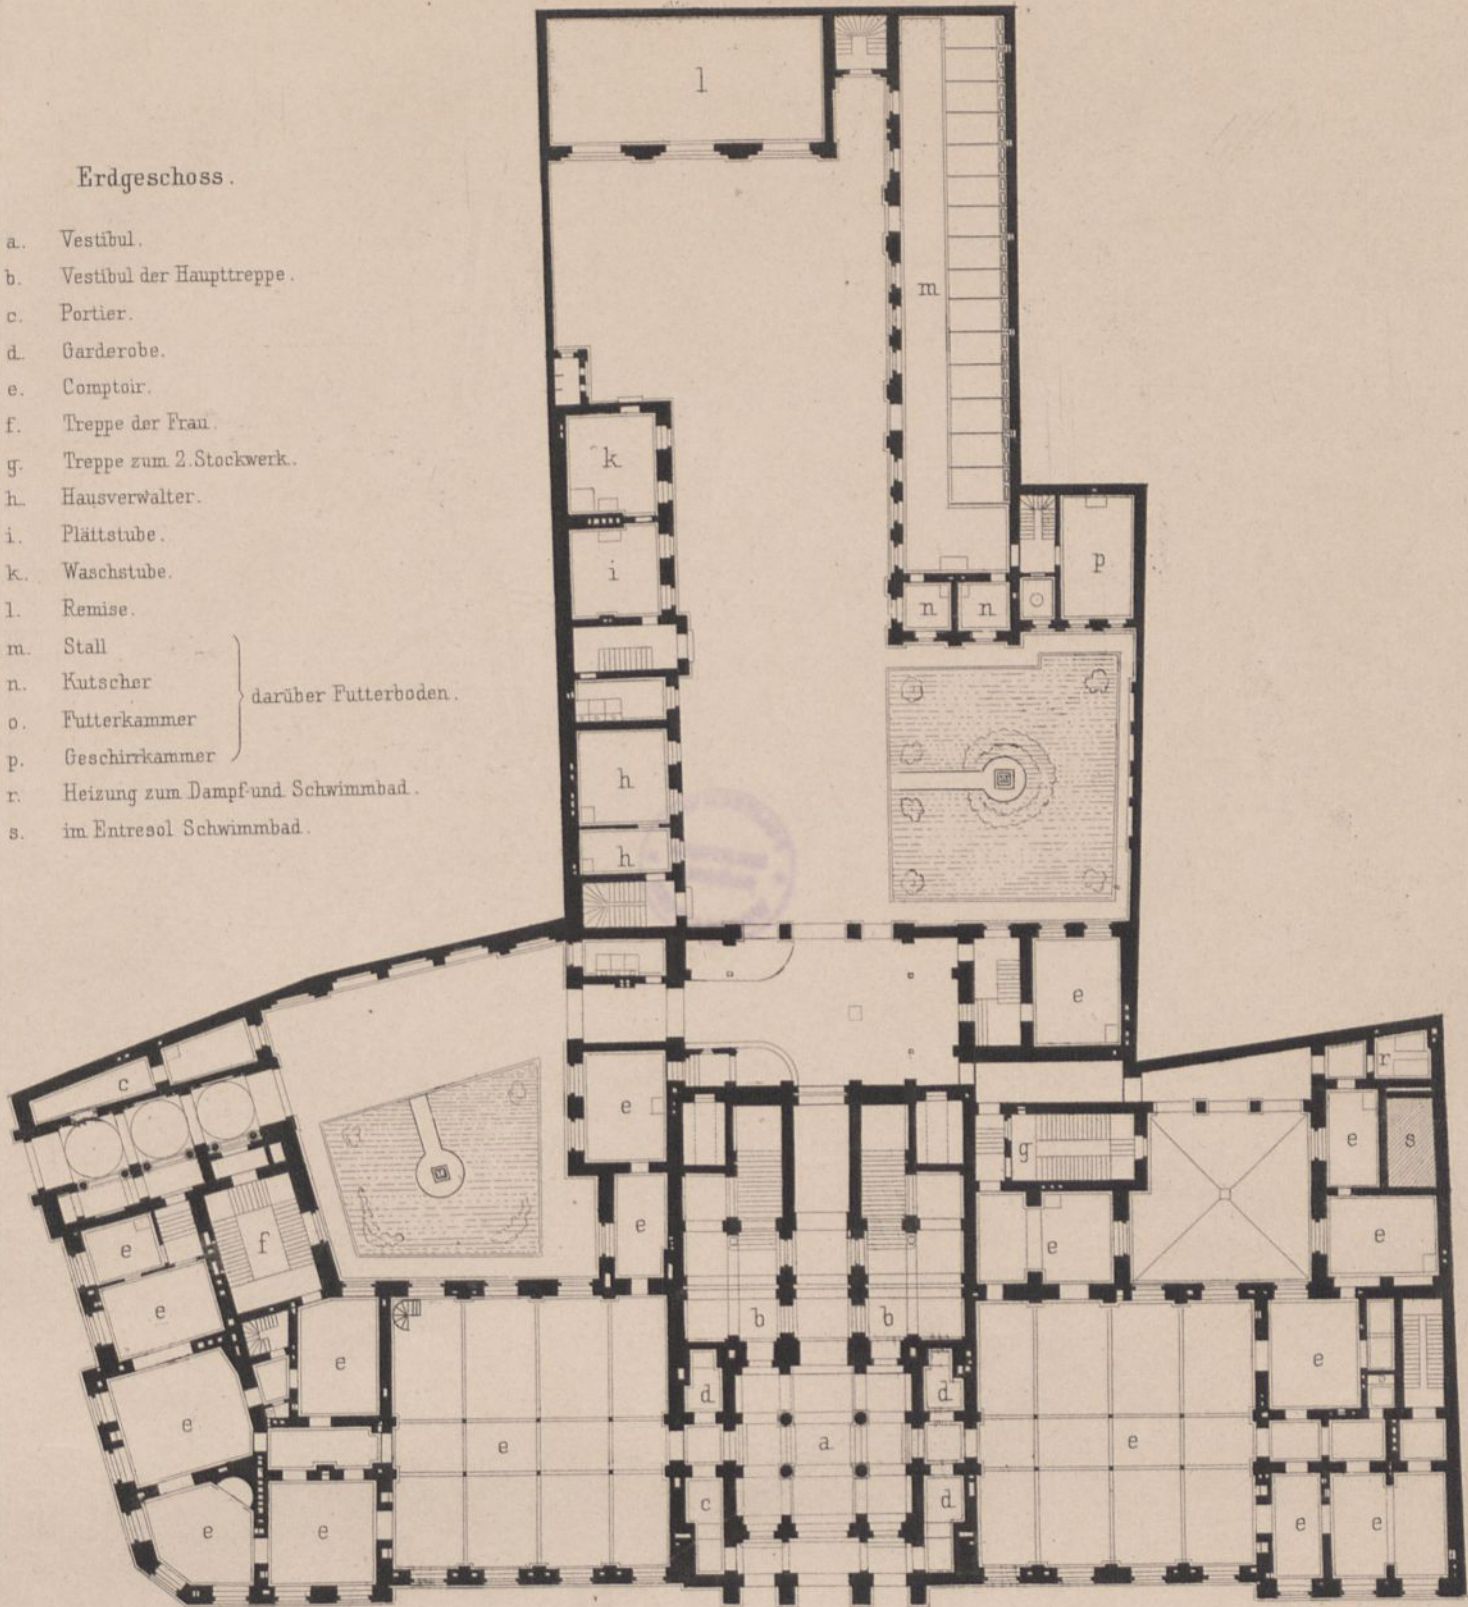 Erdgeschoss.
a. Vestibul.
b. Vestibul der Haupttreppe.
c. Portier.
d. Garderobe.
e. Comptoir.
f. Treppe der Frau.
g. Treppe zum 2. Stockwerk.
h. Hausverwalter.
i. Plättstube.
k. Waschstube.
l. Remise.
m. Stall
n. Kutscher
o. Futterkammer
p. Geschirrkammer
darüber Futterboden.
r. Heizung zum Dampf und Schwimmbad.
s. im Entresol Schwimmbad.
l
m
k
i
p
n n
o
h
h
e
c
r
e
g
e
s
e
f
e
e
e
e
b b
e
e
e
d d
e
e
a
e
c
d
e
e
e
e